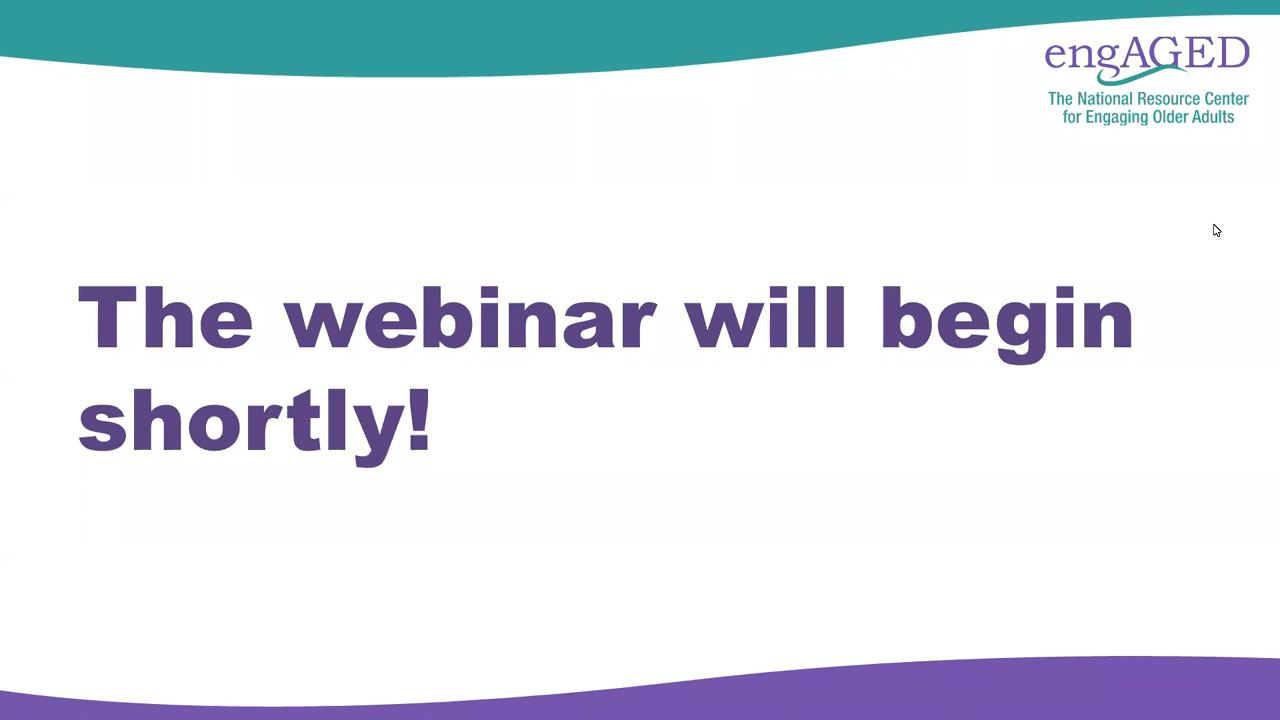 engAGED
The National Resource Center
for Engaging Older Adults
The webinar will begin
shortly!